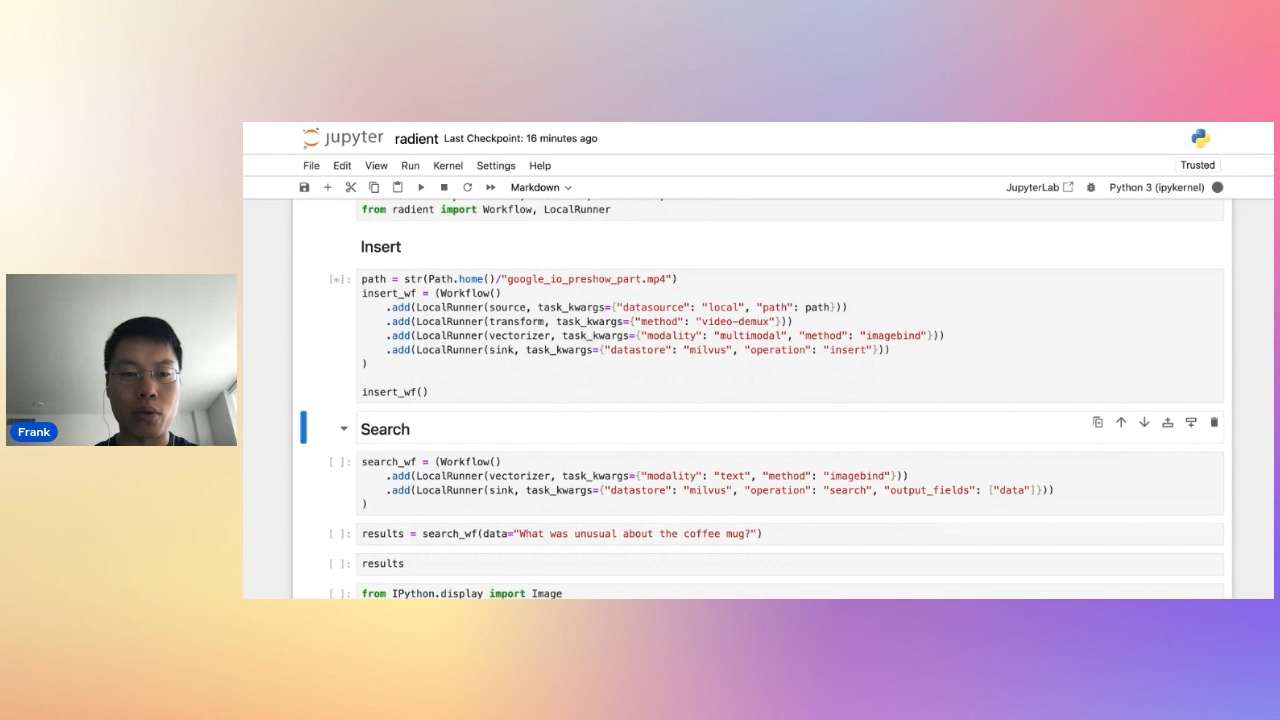 jupyter radient Last Checkpoint: 16 minutes ago
File Edit View Run Kernel Settings Help
Trusted
Markdown
JupyterLab
Python 3 (ipykernel)
from radient import Workflow, LocalRunner
Insert
[*]: path = str(Path.home()/"google_io_preshow_part.mp4")
insert_wf = (Workflow()
    .add(LocalRunner(source, task_kwargs={"datasource": "local", "path": path}))
    .add(LocalRunner(transform, task_kwargs={"method": "video-demux"}))
    .add(LocalRunner(vectorizer, task_kwargs={"modality": "multimodal", "method": "imagebind"}))
    .add(LocalRunner(sink, task_kwargs={"datastore": "milvus", "operation": "insert"}))
)
insert_wf()
Search
[ ]: search_wf = (Workflow()
    .add(LocalRunner(vectorizer, task_kwargs={"modality": "text", "method": "imagebind"}))
    .add(LocalRunner(sink, task_kwargs={"datastore": "milvus", "operation": "search", "output_fields": ["data"]}))
)
[ ]: results = search_wf(data="What was unusual about the coffee mug?")
[ ]: results
[ ]: from IPython.display import Image
Frank